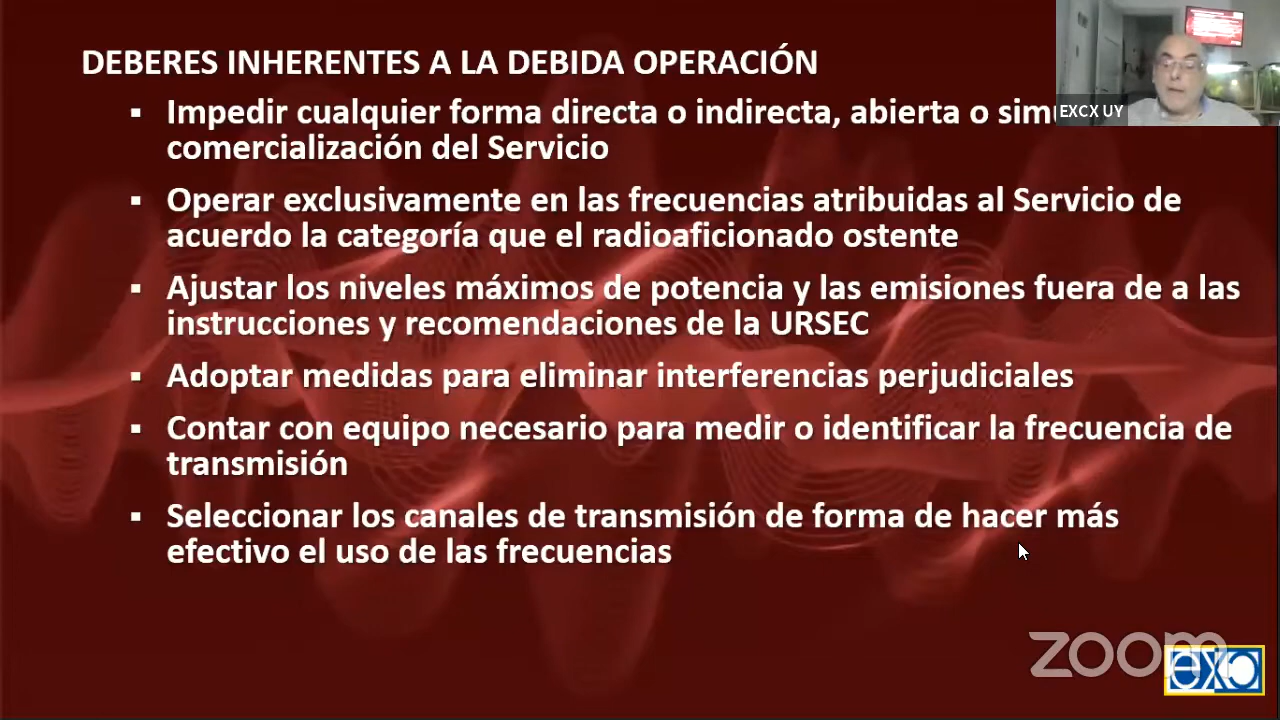 DEBERES INHERENTES A LA DEBIDA OPERACIÓN
▪ Impedir cualquier forma directa o indirecta, abierta o
comercialización del Servicio
▪ Operar exclusivamente en las frecuencias atribuidas al Servicio de
acuerdo la categoría que el radioaficionado ostente
▪ Ajustar los niveles máximos de potencia y las emisiones fuera de a las
instrucciones y recomendaciones de la URSEC
▪ Adoptar medidas para eliminar interferencias perjudiciales
▪ Contar con equipo necesario para medir o identificar la frecuencia de
transmisión
▪ Seleccionar los canales de transmisión de forma de hacer más
efectivo el uso de las frecuencias
EXCX UY
zoom